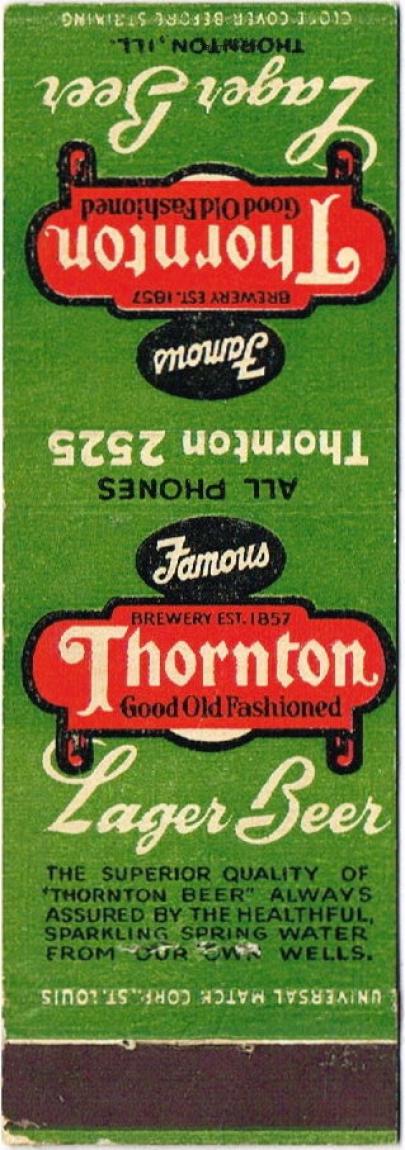 CLOSE COVER BEFORE STRIKING
THORNTON, ILL.
Lager Beer
Good Old Fashioned
Thornton
BREWERY EST. 1857
Famous
Thornton 2525
ALL PHONES
Famous
BREWERY EST. 1857
Thornton
Good Old Fashioned
Lager Beer
THE SUPERIOR QUALITY OF
"THORNTON BEER" ALWAYS
ASSURED BY THE HEALTHFUL,
SPARKLING SPRING WATER
FROM OUR OWN WELLS.
UNIVERSAL MATCH CORP., ST. LOUIS